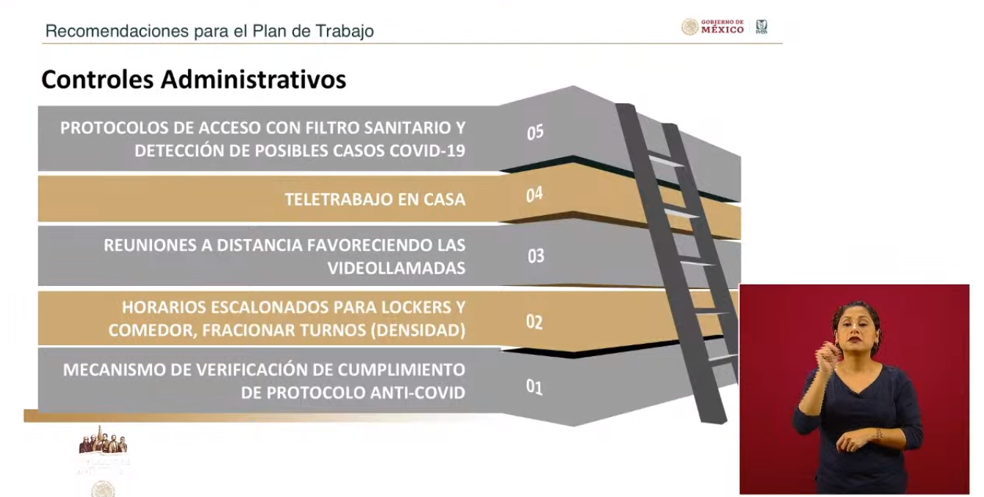 Recomendaciones para el Plan de Trabajo
GOBIERNO DE
MÉXICO
IMSS
Controles Administrativos
PROTOCOLOS DE ACCESO CON FILTRO SANITARIO Y
DETECCIÓN DE POSIBLES CASOS COVID-19
05
TELETRABAJO EN CASA
04
REUNIONES A DISTANCIA FAVORECIENDO LAS
VIDEOLLAMADAS
03
HORARIOS ESCALONADOS PARA LOCKERS Y
COMEDOR, FRACIONAR TURNOS (DENSIDAD)
02
MECANISMO DE VERIFICACIÓN DE CUMPLIMIENTO
DE PROTOCOLO ANTI-COVID
01